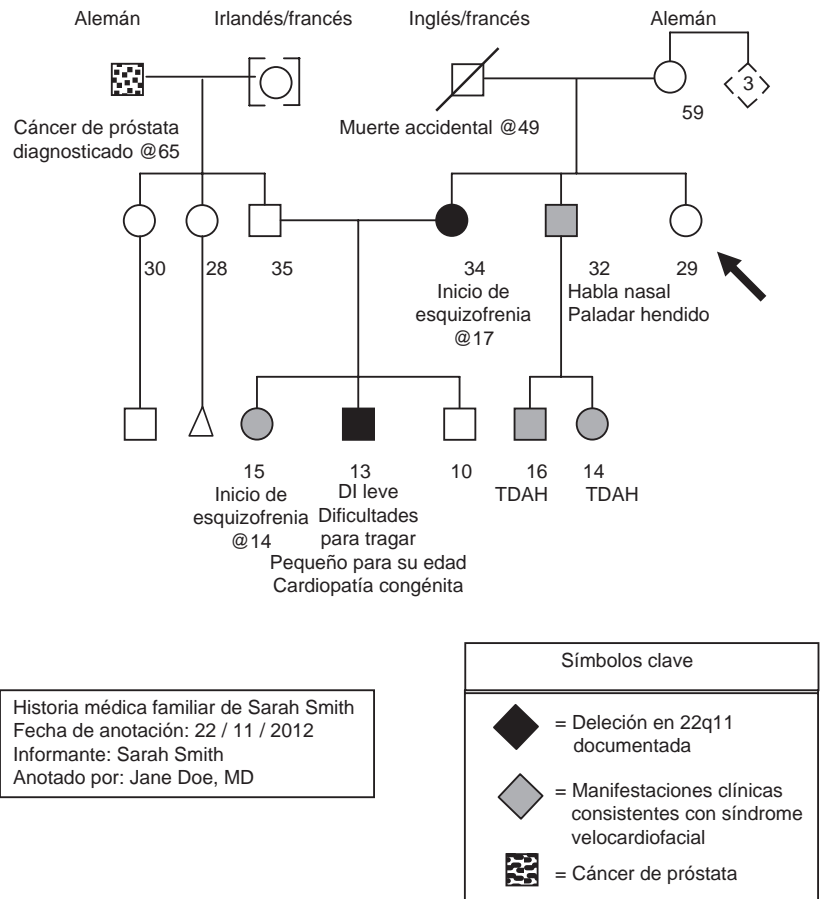 Alemán
Irlandés/francés
Inglés/francés
Alemán
3
59
Cáncer de próstata
diagnosticado @65
Muerte accidental @49
30
28
35
34
Inicio de
esquizofrenia
@17
32
Habla nasal
Paladar hendido
29
15
Inicio de
esquizofrenia
@14
13
DI leve
Dificultades
para tragar
Pequeño para su edad
Cardiopatía congénita
10
16
TDAH
14
TDAH
Historia médica familiar de Sarah Smith
Fecha de anotación: 22 / 11 / 2012
Informante: Sarah Smith
Anotado por: Jane Doe, MD
Símbolos clave
= Deleción en 22q11
documentada
= Manifestaciones clínicas
consistentes con síndrome
velocardiofacial
= Cáncer de próstata